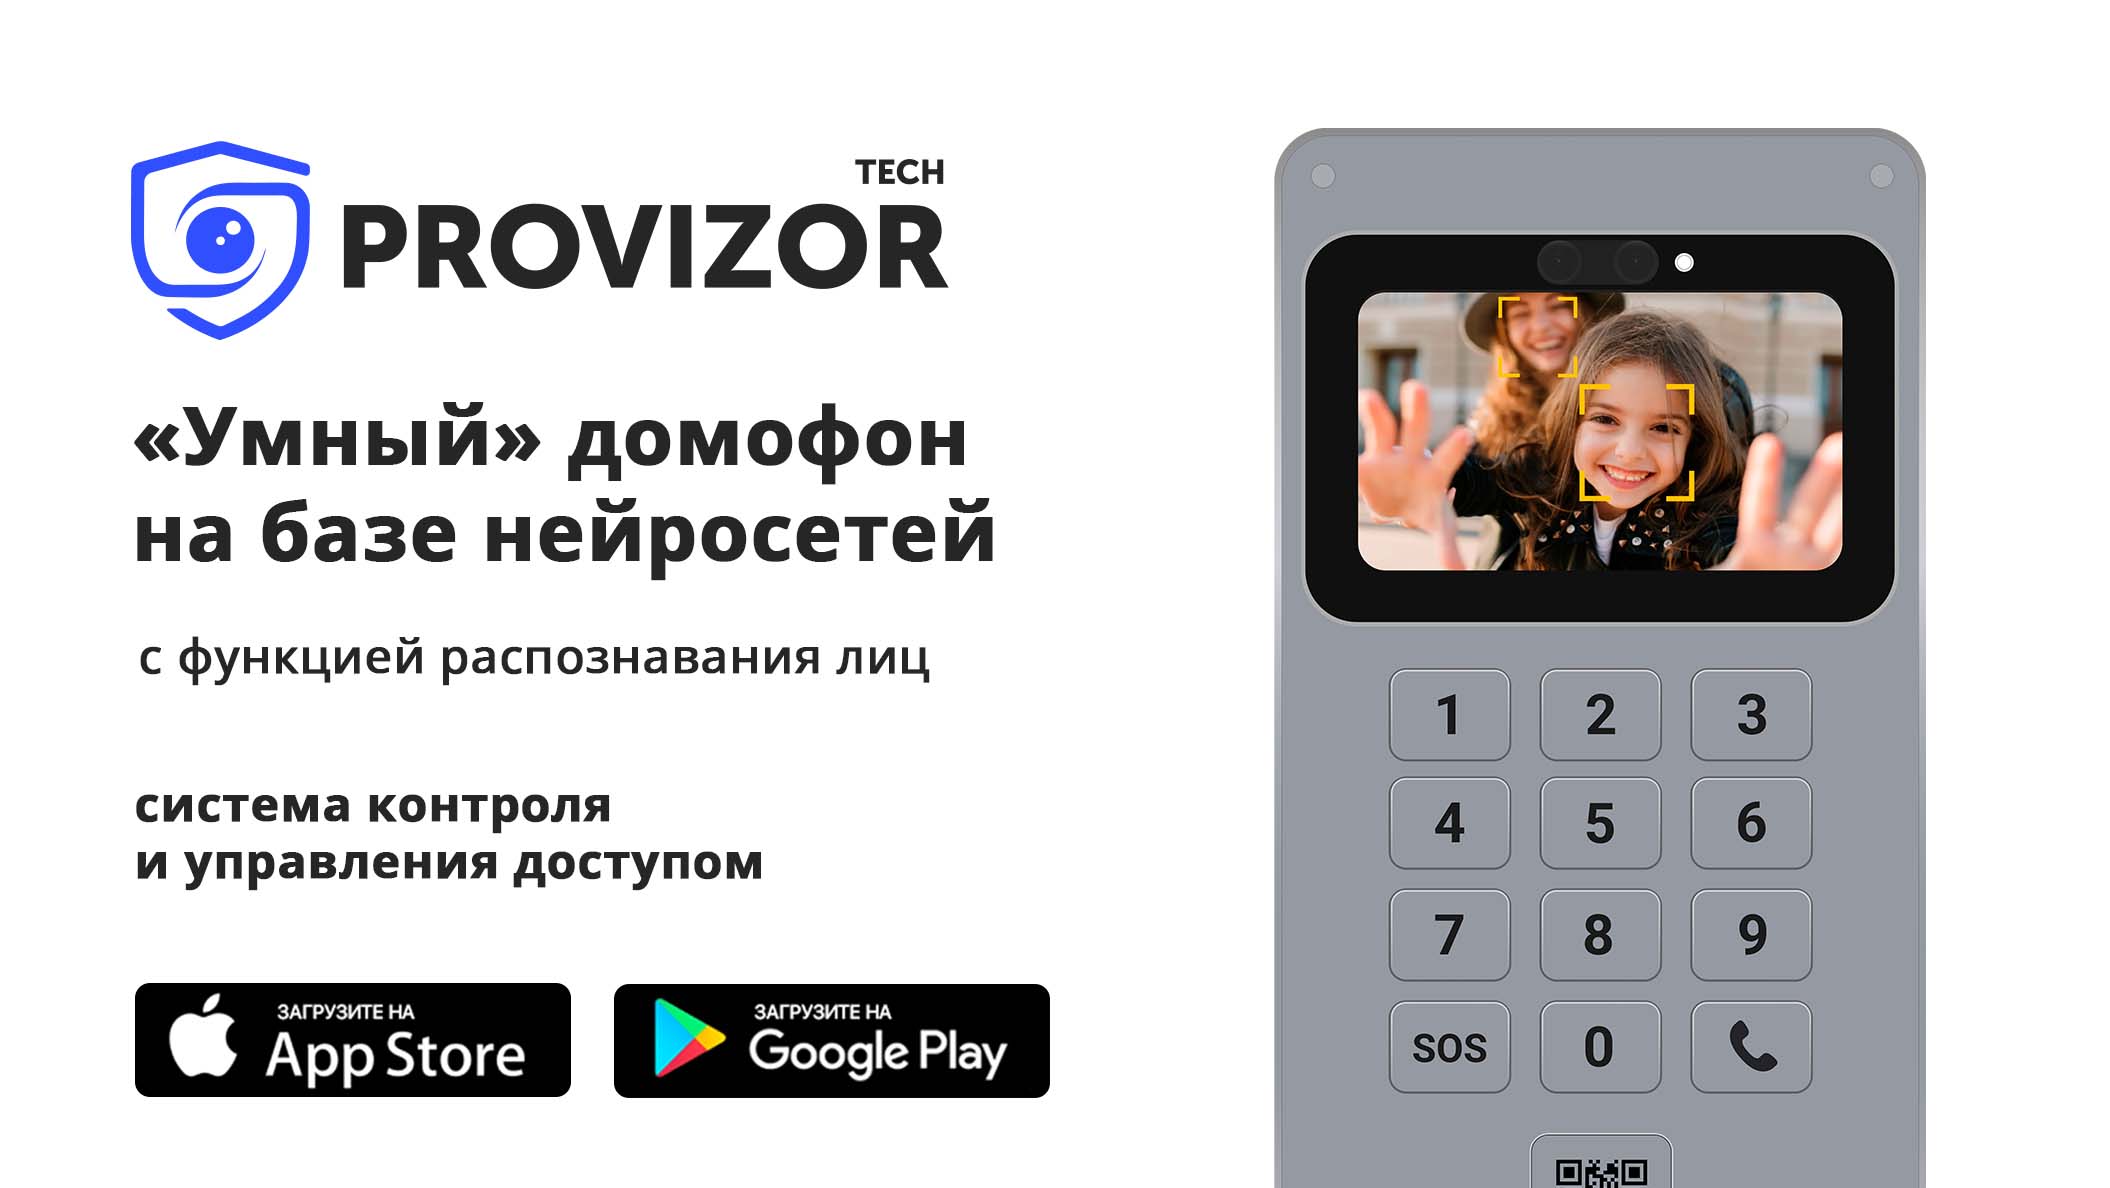 TECH
PROVIZOR
«Умный» домофон
на базе нейросетей
с функцией распознавания лиц
система контроля
и управления доступом
ЗАГРУЗИТЕ НА
App Store
ЗАГРУЗИТЕ НА
Google Play
1 2 3
4 5 6
7 8 9
SOS 0